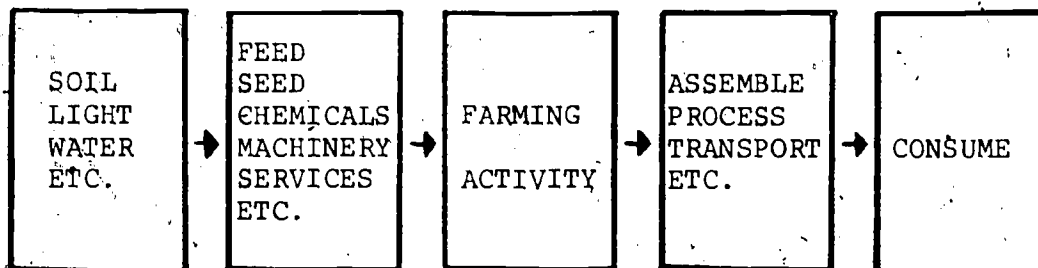 SOIL
LIGHT
WATER
ETC.
FEED
SEED
CHEMICALS
MACHINERY
SERVICES
ETC.
FARMING
ACTIVITY
ASSEMBLE
PROCESS
TRANSPORT
ETC.
CONSUME